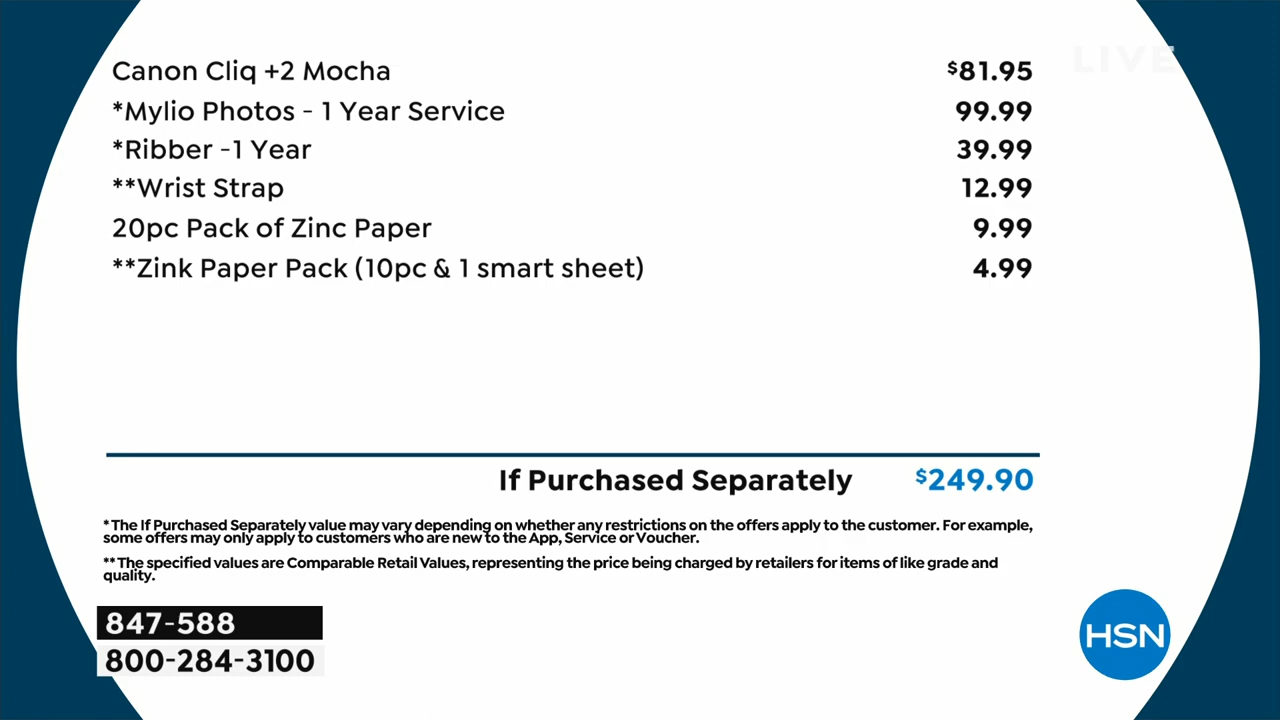 LIVE
Canon Cliq +2 Mocha $81.95
*Mylio Photos - 1 Year Service 99.99
*Ribber -1 Year 39.99
**Wrist Strap 12.99
20pc Pack of Zinc Paper 9.99
**Zink Paper Pack (10pc & 1 smart sheet) 4.99
If Purchased Separately $249.90
* The If Purchased Separately value may vary depending on whether any restrictions on the offers apply to the customer. For example,
some offers may only apply to customers who are new to the App, Service or Voucher.
** The specified values are Comparable Retail Values, representing the price being charged by retailers for items of like grade and
quality.
847-588
800-284-3100
HSN